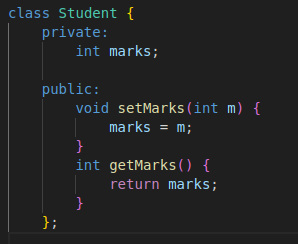 class Student {
    private:
        int marks;

    public:
        void setMarks(int m) {
            marks = m;
        }
        int getMarks() {
            return marks;
        }
    };